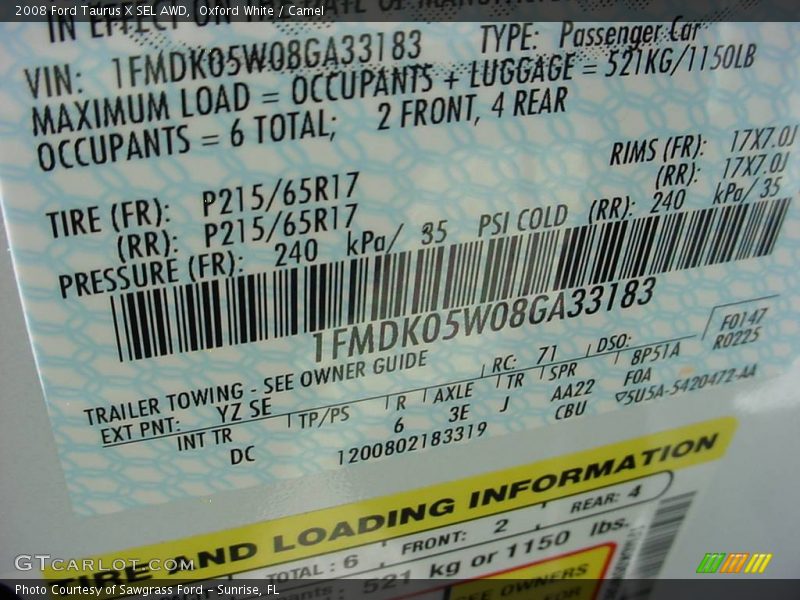 2008 Ford Taurus X SEL AWD, Oxford White / Camel
IN EFFECT ON
VIN: 1FMDK05W08GA33183 TYPE: Passenger Car
MAXIMUM LOAD = OCCUPANTS + LUGGAGE = 521KG/1150LB
OCCUPANTS = 6 TOTAL; 2 FRONT, 4 REAR
RIMS (FR): 17X7.0J
TIRE (FR): P215/65R17 (RR): 17X7.0J
(RR): P215/65R17
PRESSURE (FR): 240 kPa/ 35 PSI COLD (RR): 240 kPa/ 35
1FMDK05W08GA33183
TRAILER TOWING - SEE OWNER GUIDE RC: 71 DSO: F0147
EXT PNT: YZ SE 8P51A R0225
INT TR TP/PS R AXLE TR SPR F0A
DC 6 3E J AA22 5U5A-5420472-AA
1200802183319 CBU
TIRE AND LOADING INFORMATION
TOTAL : 6 FRONT: 2 REAR: 4
521 kg or 1150 lbs.
SEE OWNERS
FOR
GTCARLOT.COM
Photo Courtesy of Sawgrass Ford - Sunrise, FL